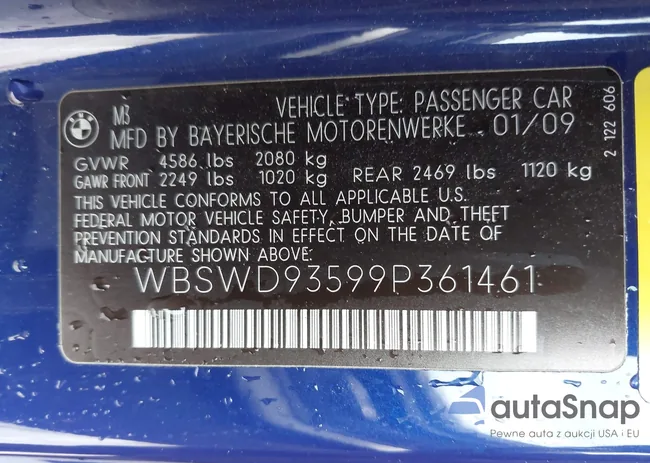 M3
VEHICLE TYPE: PASSENGER CAR
MFD BY BAYERISCHE MOTORENWERKE 01/09
GVWR 4586 lbs 2080 kg
GAWR FRONT 2249 lbs 1020 kg REAR 2469 lbs 1120 kg
THIS VEHICLE CONFORMS TO ALL APPLICABLE U.S.
FEDERAL MOTOR VEHICLE SAFETY, BUMPER AND THEFT
PREVENTION STANDARDS IN EFFECT ON THE DATE OF
MANUFACTURE SHOWN ABOVE.
WBSWD93599P361461
2 122 606
BMW
autaSnap
Pewne auta z aukcji USA i EU